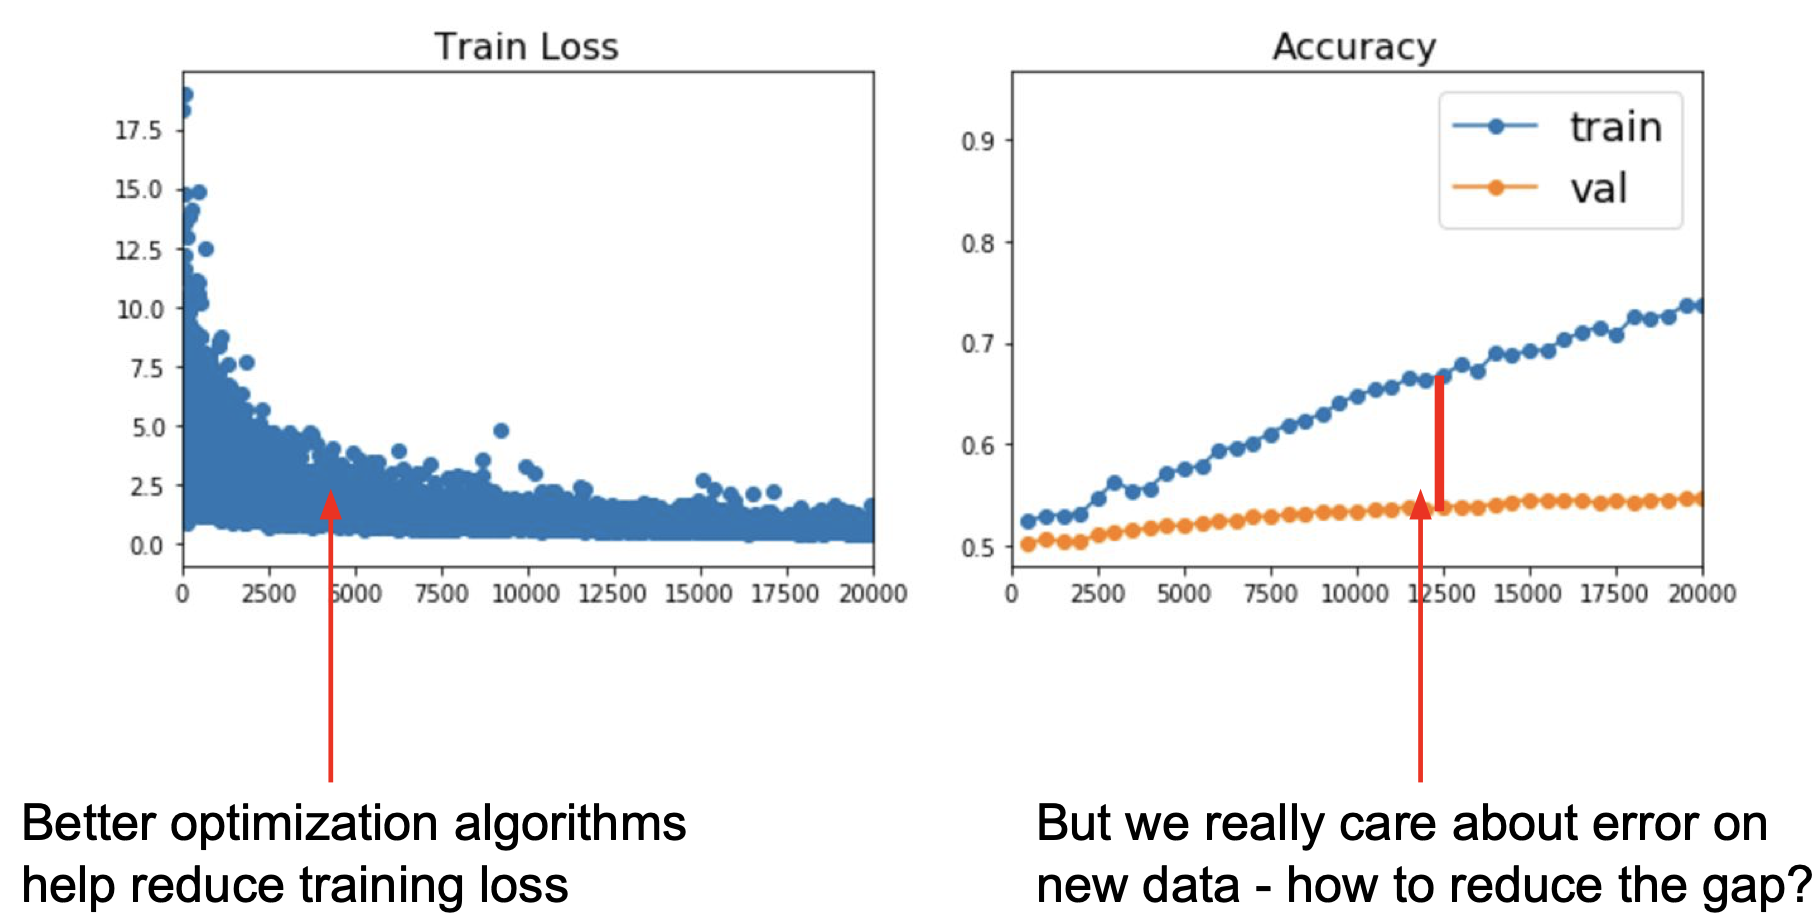 Train Loss
17.5
15.0
12.5
10.0
7.5
5.0
2.5
0.0
0 2500 5000 7500 10000 12500 15000 17500 20000
Accuracy
train
val
0.9
0.8
0.7
0.6
0.5
0 2500 5000 7500 10000 12500 15000 17500 20000
Better optimization algorithms
help reduce training loss
But we really care about error on
new data - how to reduce the gap?